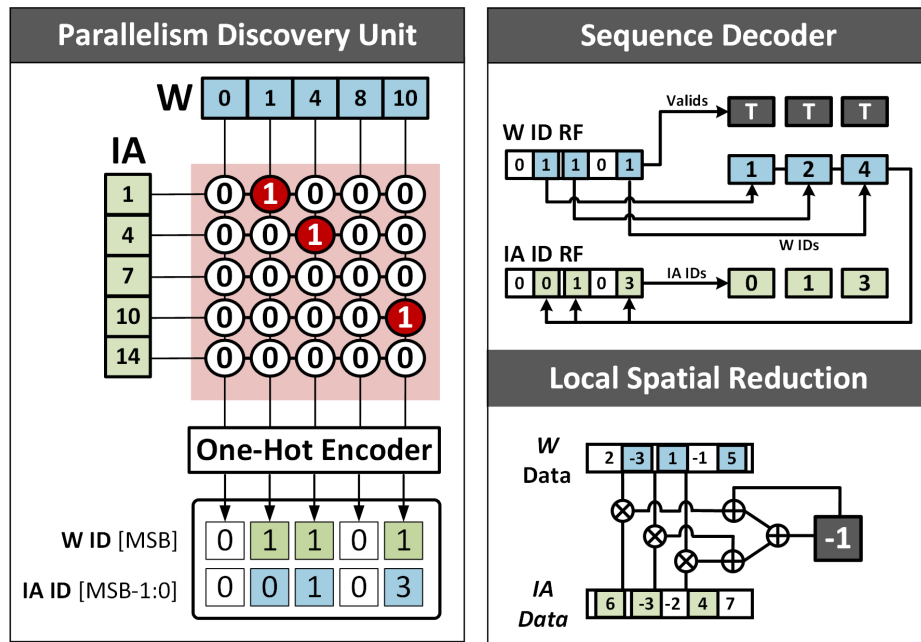 Parallelism Discovery Unit
W 0 1 4 8 10
IA
1 0 1 0 0 0
4 0 0 1 0 0
7 0 0 0 0 0
10 0 0 0 0 1
14 0 0 0 0 0
One-Hot Encoder
W ID [MSB] 0 1 1 0 1
IA ID [MSB-1:0] 0 0 1 0 3
Sequence Decoder
Valids T T T
W ID RF
0 1 1 0 1
1 2 4
W IDs
IA ID RF
0 0 1 0 3
IA IDs 0 1 3
Local Spatial Reduction
W Data
2 -3 1 -1 5
-1
IA Data
6 -3 -2 4 7